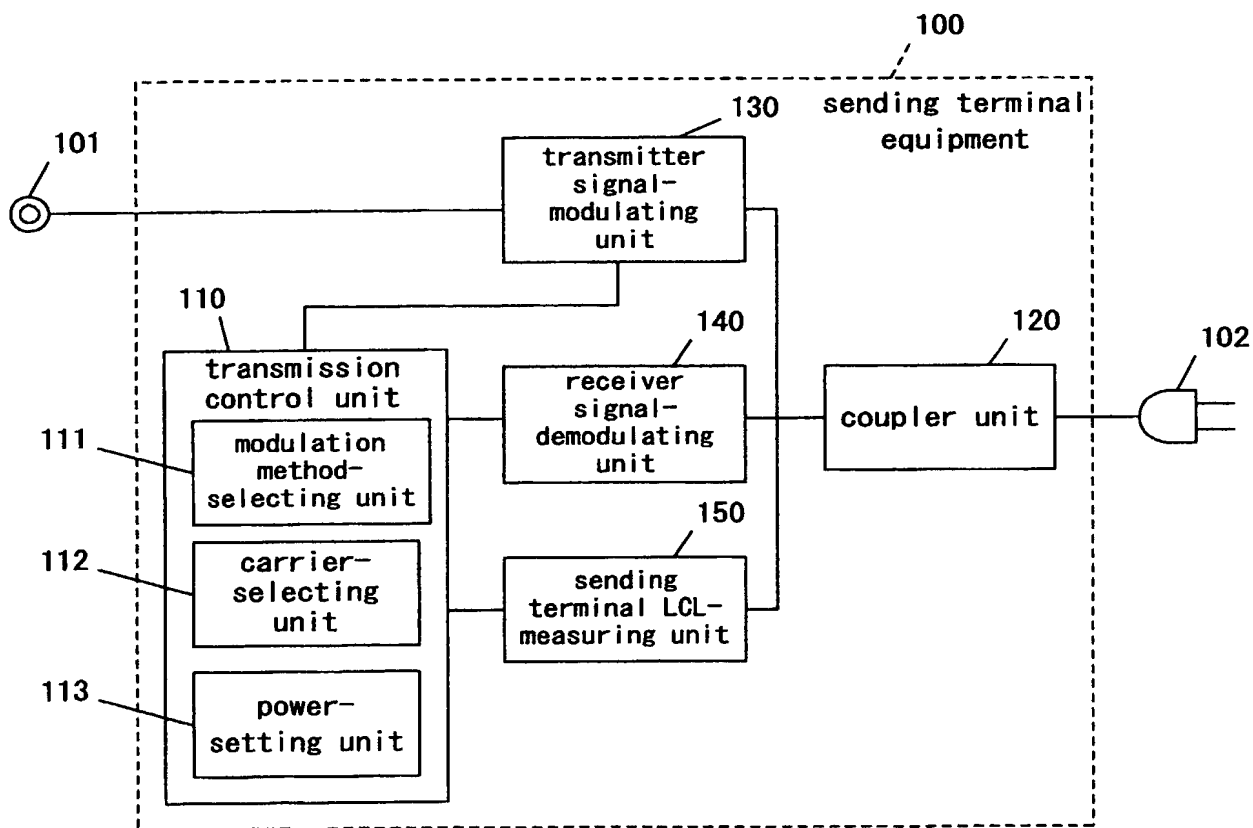 100
sending terminal
equipment
130
101
transmitter
signal-
modulating
unit
110
140
120
102
transmission
control unit
receiver
signal-
demodulating
unit
coupler unit
111
modulation
method-
selecting unit
150
112
carrier-
selecting
unit
sending
terminal LCL-
measuring unit
113
power-
setting unit